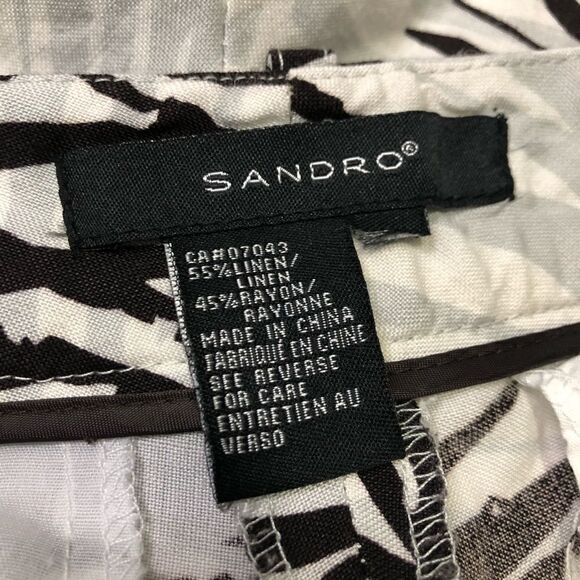 SANDRO®
CA#07043
55%LINEN/
LINEN
45%RAYON/
RAYONNE
MADE IN CHINA
FABRIQUÉ EN CHINE
SEE REVERSE
FOR CARE
ENTRETIEN AU
VERSO